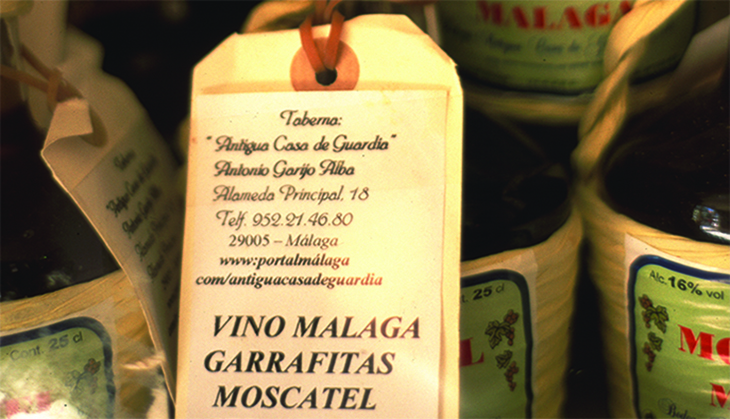 MALAGA
Taberna:
"Antigua Casa de Guardia"
Antonio Garijo Alba
Alameda Principal, 18
Telf. 952.21.46.80
29005 – Málaga
www:portalmálaga
com/antiguacasadeguardia
VINO MALAGA
GARRAFITAS
MOSCATEL
Cont. 25 cl
25 cl
Alc. 16% vol
MO